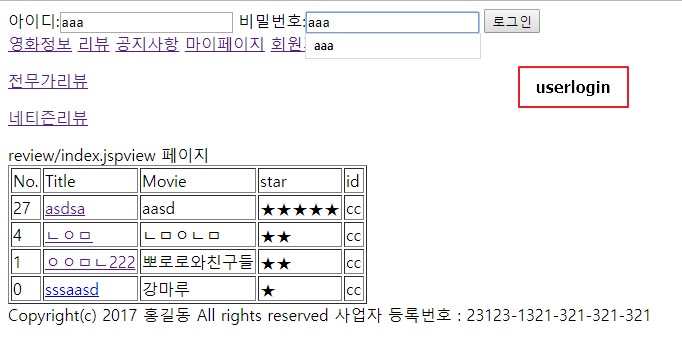 아이디:aaa 비밀번호:aaa 로그인
영화정보 리뷰 공지사항 마이페이지 회원
aaa
전무가리뷰
userlogin
네티즌리뷰
review/index.jspview 페이지
No. Title Movie star id
27 asdsa aasd ★★★★★ cc
4 ㄴㅇㅁ ㄴㅁㅇㄴㅁ ★★ cc
1 ㅇㅇㅁㄴ222 뽀로로와친구들 ★★ cc
0 sssaasd 강마루 ★ cc
Copyright(c) 2017 홍길동 All rights reserved 사업자 등록번호 : 23123-1321-321-321-321